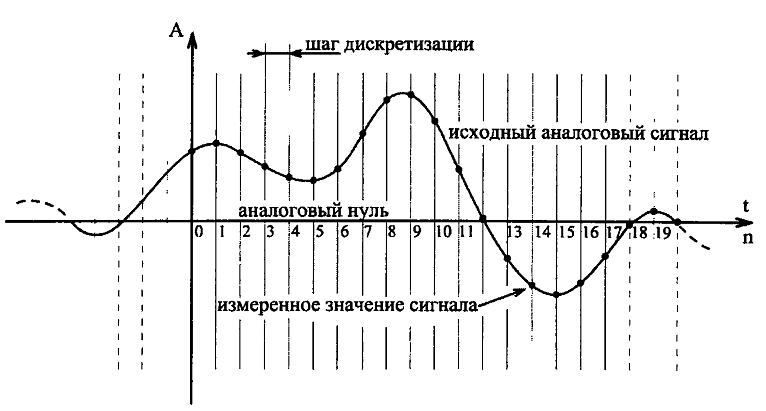 A
шаг дискретизации
исходный аналоговый сигнал
аналоговый нуль
t
0 1 2 3 4 5 6 7 8 9 10 11 13 14 15 16 17 18 19
n
измеренное значение сигнала